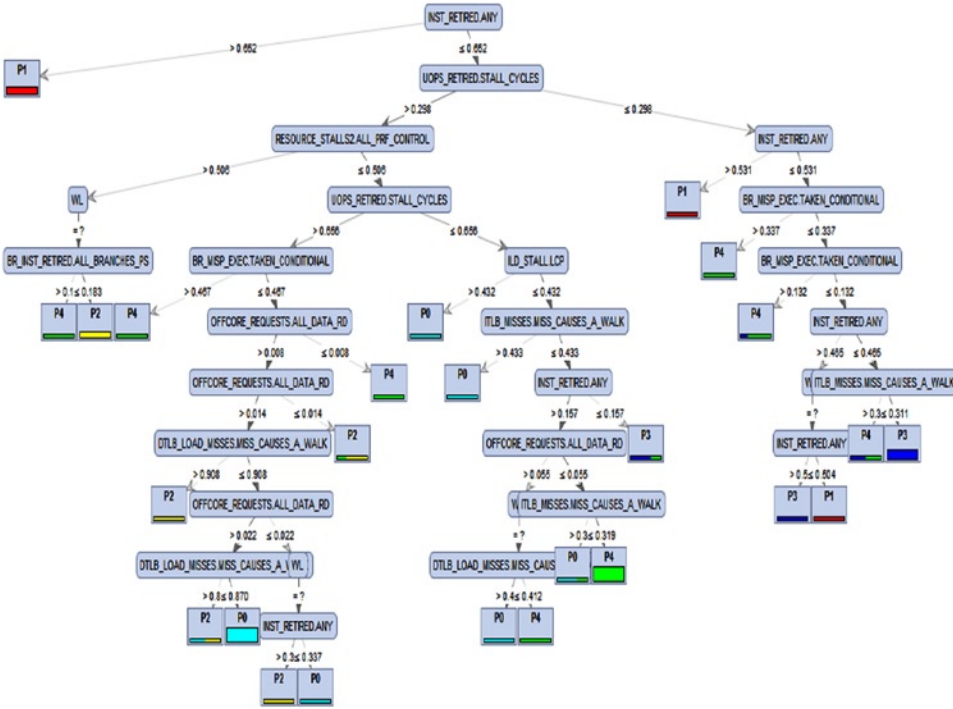 INST_RETIRED.ANY
> 0.662 ≤ 0.662
P1
UOPS_RETIRED.STALL_CYCLES
> 0.298 ≤ 0.298
RESOURCE_STALLS2.ALL_PRF_CONTROL INST_RETIRED.ANY
> 0.506 ≤ 0.506 > 0.531 ≤ 0.531
WL UOPS_RETIRED.STALL_CYCLES P1 BR_MISP_EXEC.TAKEN_CONDITIONAL
= ? > 0.656 ≤ 0.656 > 0.337 ≤ 0.337
BR_INST_RETIRED.ALL_BRANCHES_PS BR_MISP_EXEC.TAKEN_CONDITIONAL ILD_STALL.LCP P4 BR_MISP_EXEC.TAKEN_CONDITIONAL
> 0.1 ≤ 0.183 > 0.467 ≤ 0.467 > 0.432 ≤ 0.432 > 0.132 ≤ 0.132
P4 P2 P4 OFFCORE_REQUESTS.ALL_DATA_RD P0 ITLB_MISSES.MISS_CAUSES_A_WALK P4 INST_RETIRED.ANY
> 0.008 ≤ 0.008 > 0.433 ≤ 0.433 > 0.465 ≤ 0.465
OFFCORE_REQUESTS.ALL_DATA_RD P4 P0 INST_RETIRED.ANY W ITLB_MISSES.MISS_CAUSES_A_WALK
> 0.014 ≤ 0.014 > 0.157 ≤ 0.157 = ? > 0.3 ≤ 0.311
DTLB_LOAD_MISSES.MISS_CAUSES_A_WALK P2 OFFCORE_REQUESTS.ALL_DATA_RD P3 INST_RETIRED.ANY P4 P3
> 0.908 ≤ 0.908 > 0.055 ≤ 0.055 > 0.5 ≤ 0.504
P2 OFFCORE_REQUESTS.ALL_DATA_RD W ITLB_MISSES.MISS_CAUSES_A_WALK P3 P1
> 0.022 ≤ 0.022 = ? > 0.3 ≤ 0.319
DTLB_LOAD_MISSES.MISS_CAUSES_A_V WL DTLB_LOAD_MISSES.MISS_CAUS P0 P4
> 0.8 ≤ 0.870 = ? > 0.4 ≤ 0.412
P2 P0 INST_RETIRED.ANY P0 P4
> 0.3 ≤ 0.337
P2 P0